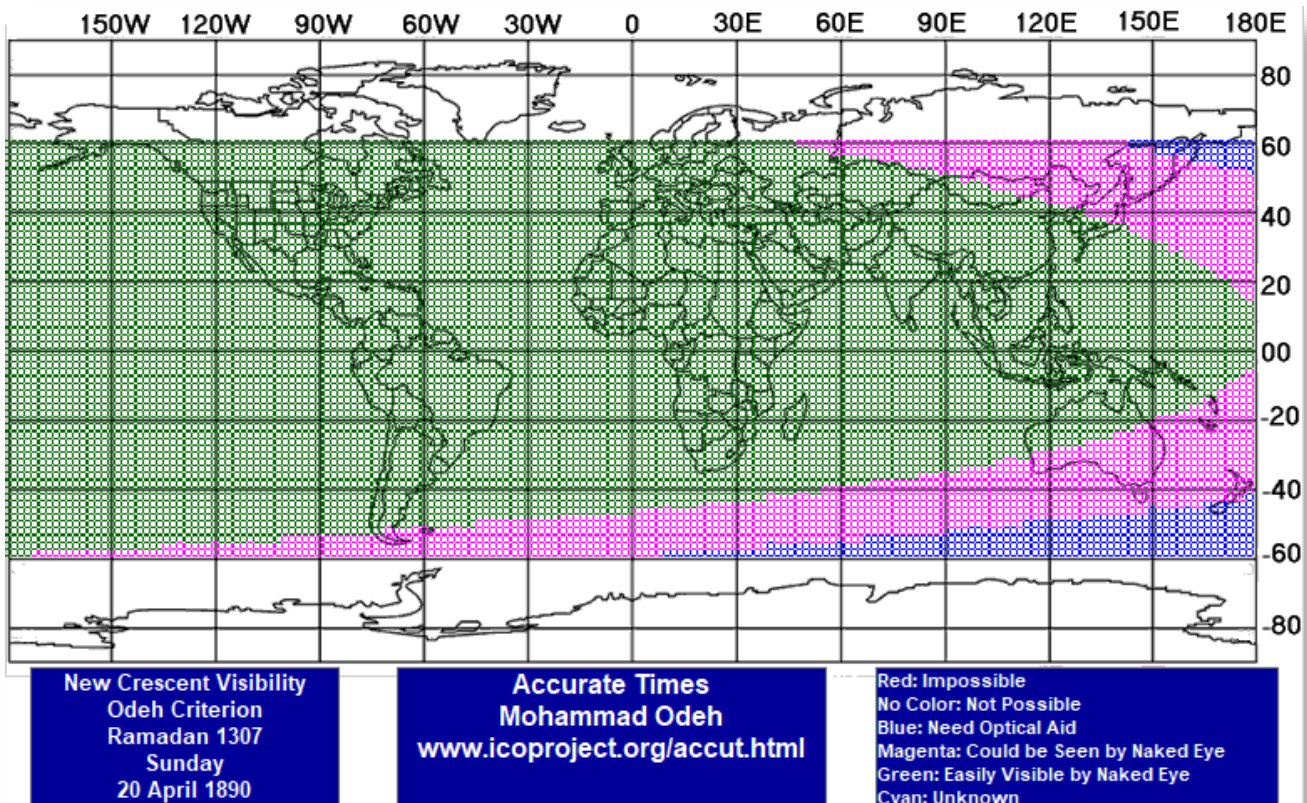 150W 120W 90W 60W 30W 0 30E 60E 90E 120E 150E 180E
80
60
40
20
00
-20
-40
-60
-80
New Crescent Visibility
Odeh Criterion
Ramadan 1307
Sunday
20 April 1890
Accurate Times
Mohammad Odeh
www.icoproject.org/accut.html
Red: Impossible
No Color: Not Possible
Blue: Need Optical Aid
Magenta: Could be Seen by Naked Eye
Green: Easily Visible by Naked Eye
Cyan: Unknown